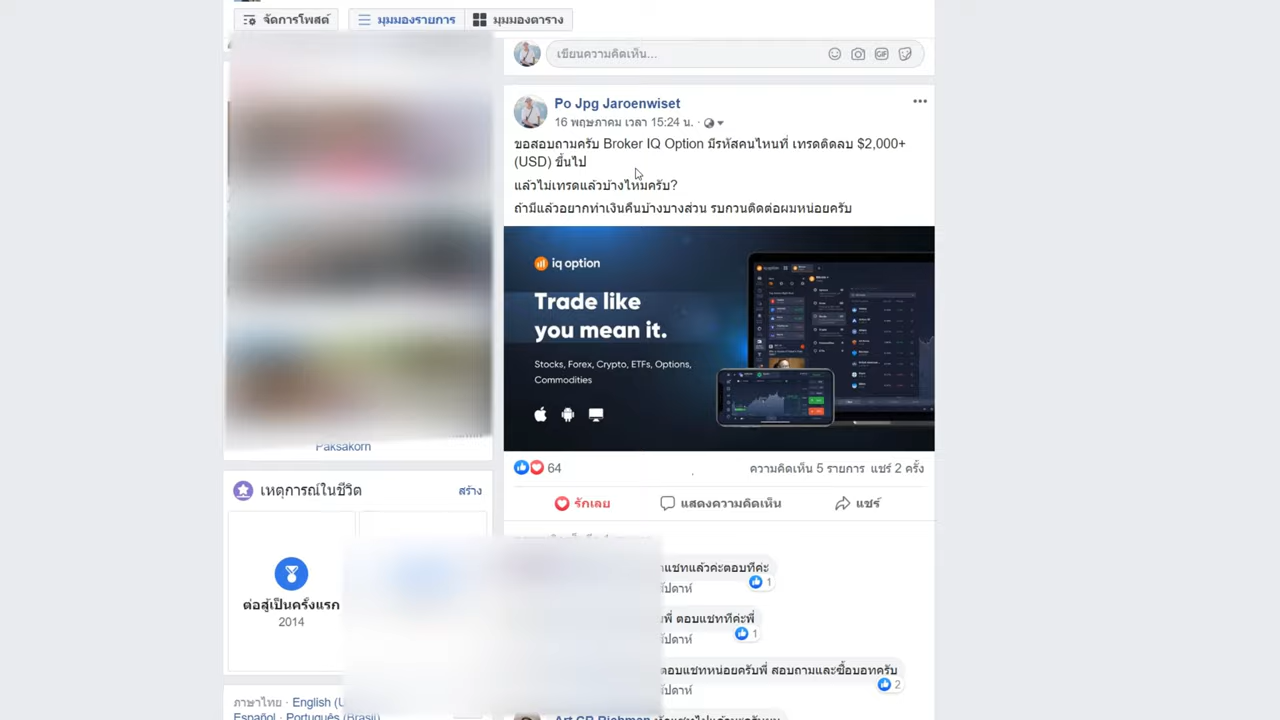 จัดการโพสต์
มุมมองรายการ
มุมมองตาราง
เขียนความคิดเห็น...
GIF
Po Jpg Jaroenwiset
16 พฤษภาคม เวลา 15:24 น.
ขอสอบถามครับ Broker IQ Option มีรหัสคนไหนที่ เทรดติดลบ $2,000+
(USD) ขึ้นไป
แล้วไม่เทรดแล้วบ้างไหมครับ?
ถ้ามีแล้วอยากทำเงินคืนบ้างบางส่วน รบกวนติดต่อผมหน่อยครับ
iq option
Trade like
you mean it.
Stocks, Forex, Crypto, ETFs, Options,
Commodities
64
ความคิดเห็น 5 รายการ แชร์ 2 ครั้ง
รักเลย
แสดงความคิดเห็น
แชร์
Paksakorn
เหตุการณ์ในชีวิต
สร้าง
ต่อสู้เป็นครั้งแรก
2014
แชทแล้วค่ะตอบทีค่ะ
1
พี่ ตอบแชททีค่ะพี่
1
ตอบแชทหน่อยครับพี่ สอบถามและซื้อบอทครับ
2
ภาษาไทย · English
Español · Português (Brasil)
Art GB Richman